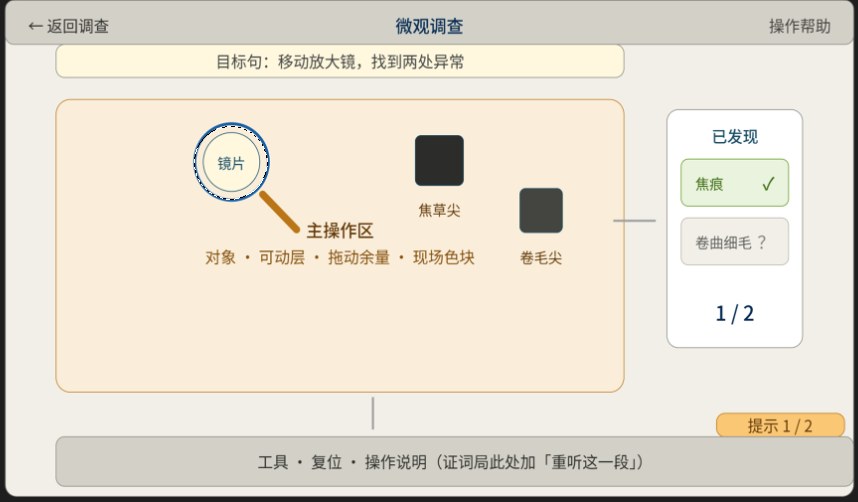 ← 返回调查
微观调查
操作帮助
目标句：移动放大镜，找到两处异常
镜片
焦草尖
主操作区
对象 · 可动层 · 拖动余量 · 现场色块
卷毛尖
已发现
焦痕 ✓
卷曲细毛 ？
1 / 2
提示 1 / 2
工具 · 复位 · 操作说明（证词局此处加「重听这一段」）